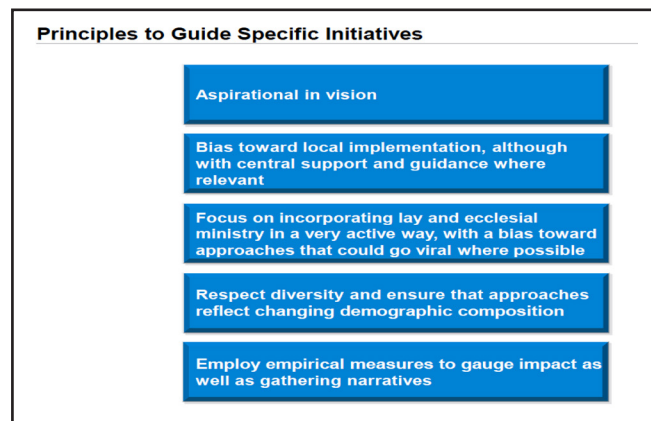 Principles to Guide Specific Initiatives
Aspirational in vision
Bias toward local implementation, although
with central support and guidance where
relevant
Focus on incorporating lay and ecclesial
ministry in a very active way, with a bias toward
approaches that could go viral where possible
Respect diversity and ensure that approaches
reflect changing demographic composition
Employ empirical measures to gauge impact as
well as gathering narratives